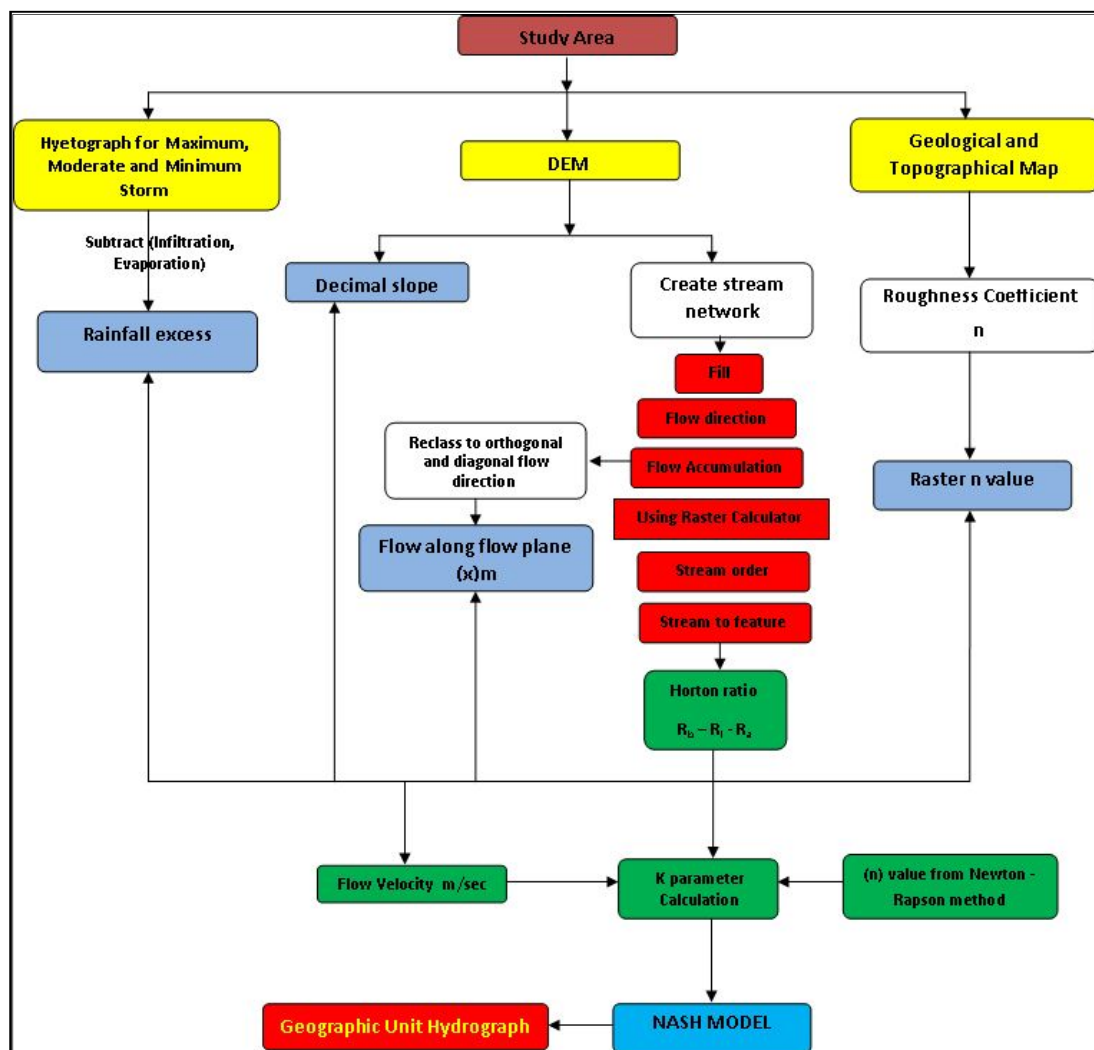 Study Area
Hyetograph for Maximum,
Moderate and Minimum
Storm
DEM
Geological and
Topographical Map
Subtract (Infiltration,
Evaporation)
Decimal slope
Create stream
network
Roughness Coefficient
n
Rainfall excess
Fill
Flow direction
Reclass to orthogonal
and diagonal flow
direction
Flow Accumulation
Raster n value
Using Raster Calculator
Flow along flow plane
(x)m
Stream order
Stream to feature
Horton ratio
R_b – R_l - R_a
Flow Velocity m/sec
K parameter
Calculation
(n) value from Newton -
Rapson method
Geographic Unit Hydrograph
NASH MODEL